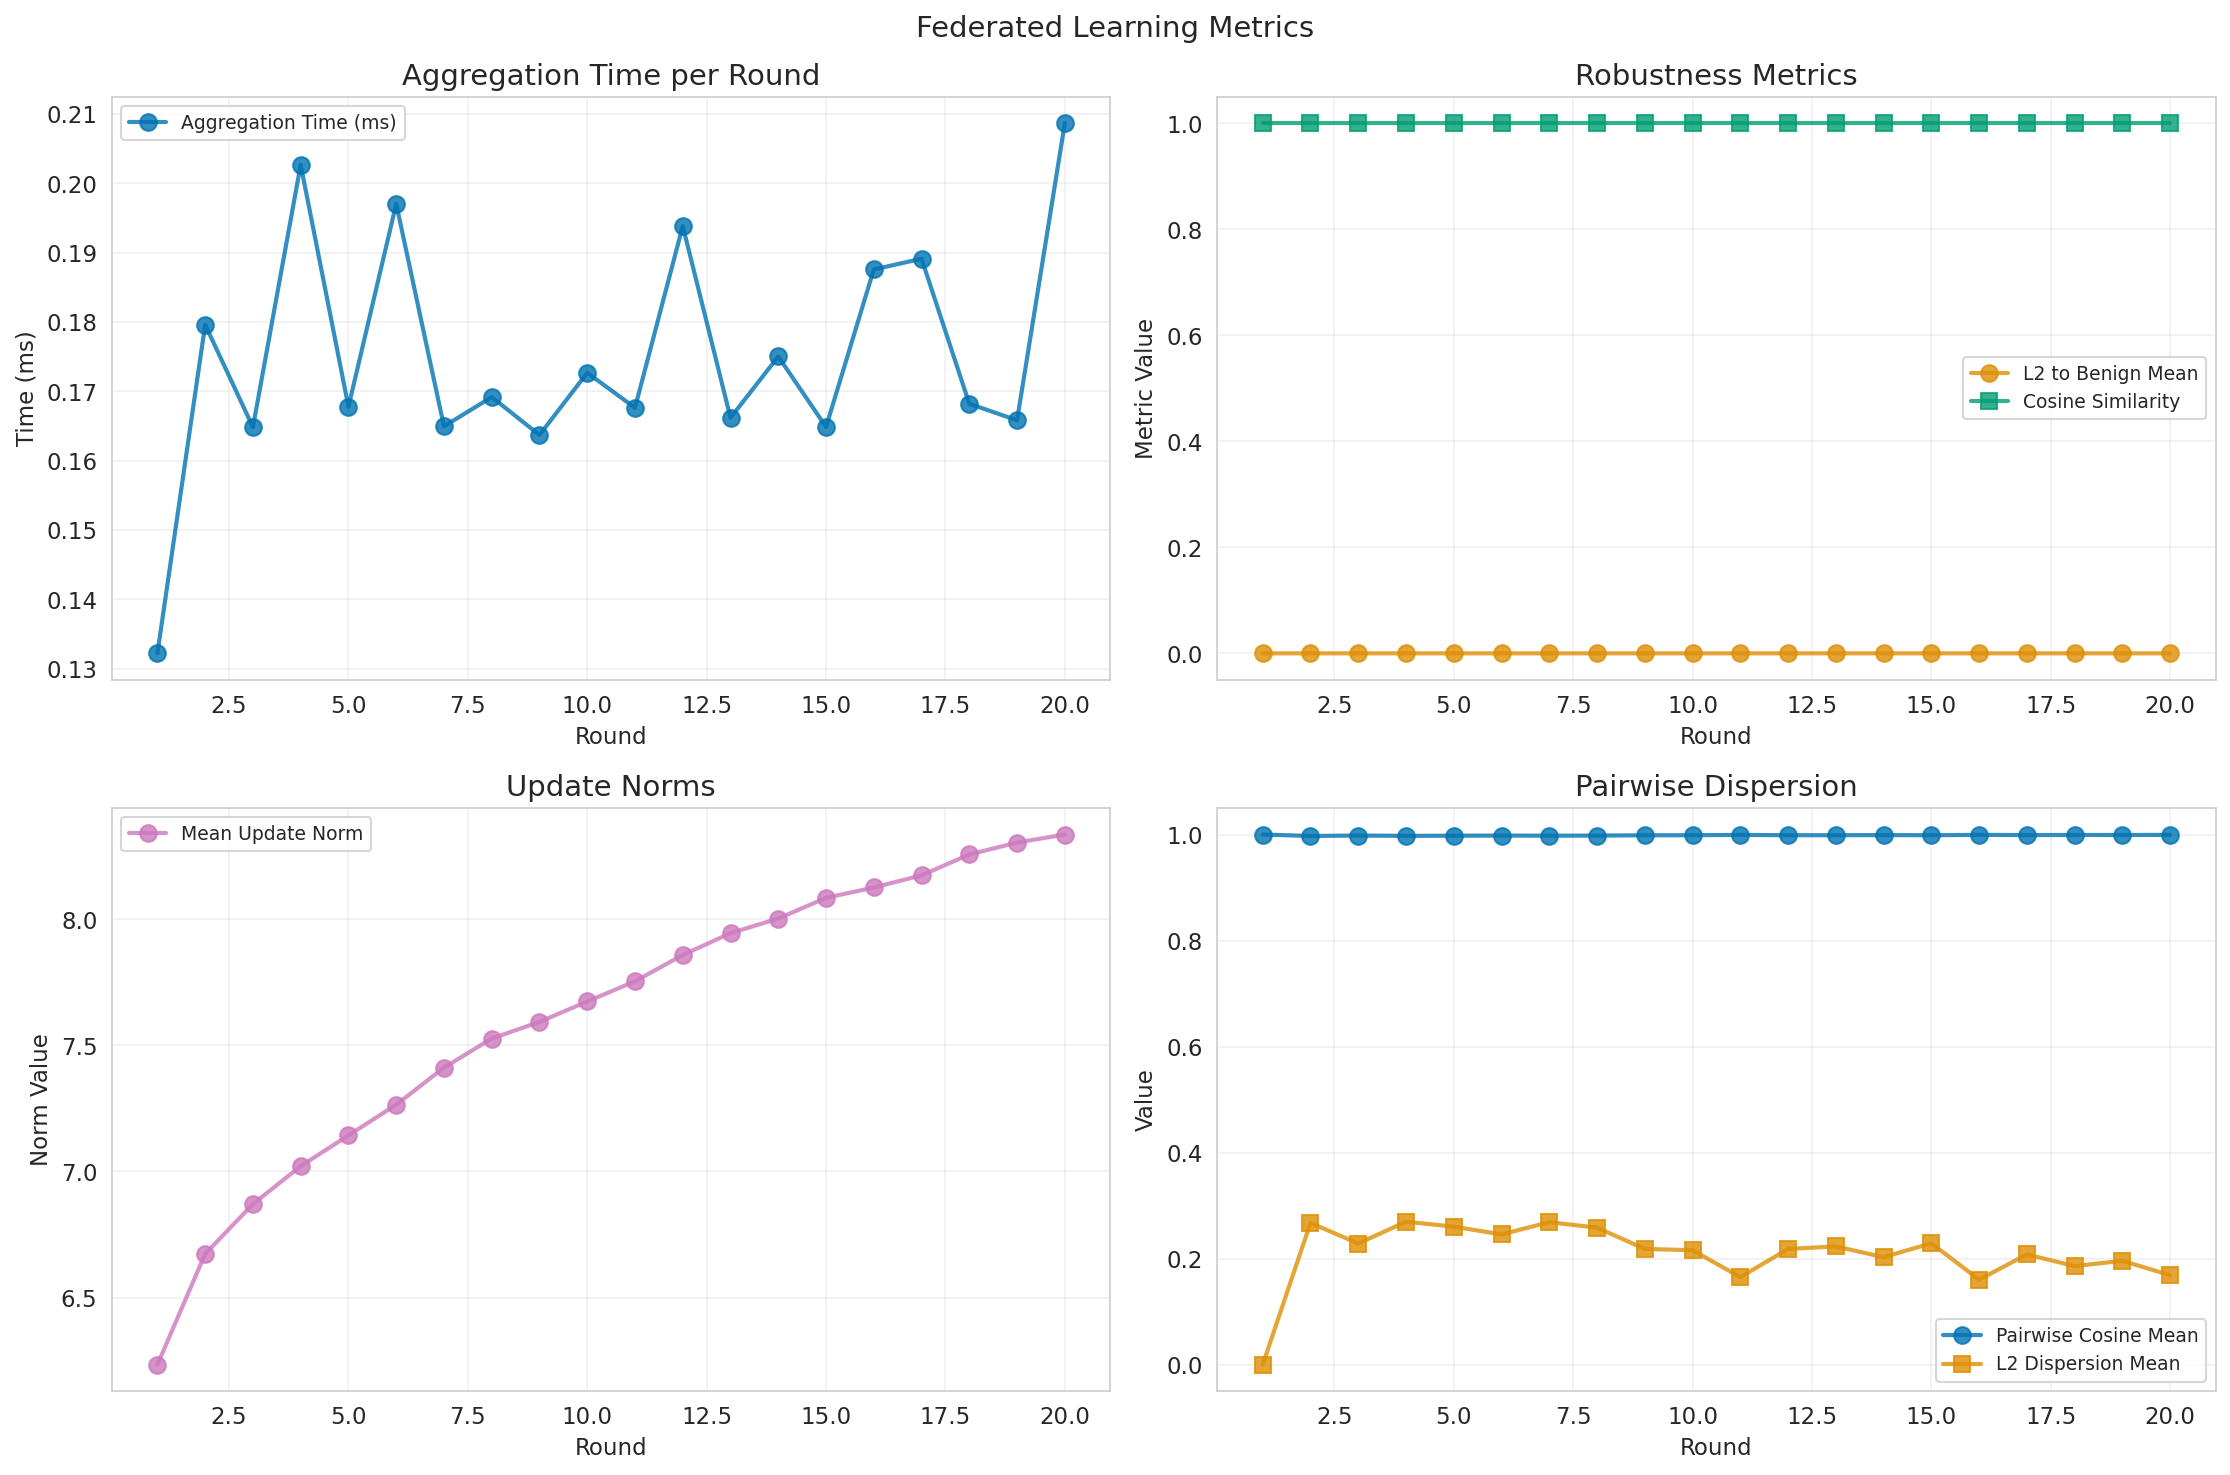 Federated Learning Metrics
Aggregation Time per Round
Aggregation Time (ms)
Time (ms)
0.21
0.20
0.19
0.18
0.17
0.16
0.15
0.14
0.13
2.5 5.0 7.5 10.0 12.5 15.0 17.5 20.0
Round
Robustness Metrics
Metric Value
1.0
0.8
0.6
0.4
0.2
0.0
L2 to Benign Mean
Cosine Similarity
2.5 5.0 7.5 10.0 12.5 15.0 17.5 20.0
Round
Update Norms
Mean Update Norm
Norm Value
8.0
7.5
7.0
6.5
2.5 5.0 7.5 10.0 12.5 15.0 17.5 20.0
Round
Pairwise Dispersion
Value
1.0
0.8
0.6
0.4
0.2
0.0
Pairwise Cosine Mean
L2 Dispersion Mean
2.5 5.0 7.5 10.0 12.5 15.0 17.5 20.0
Round